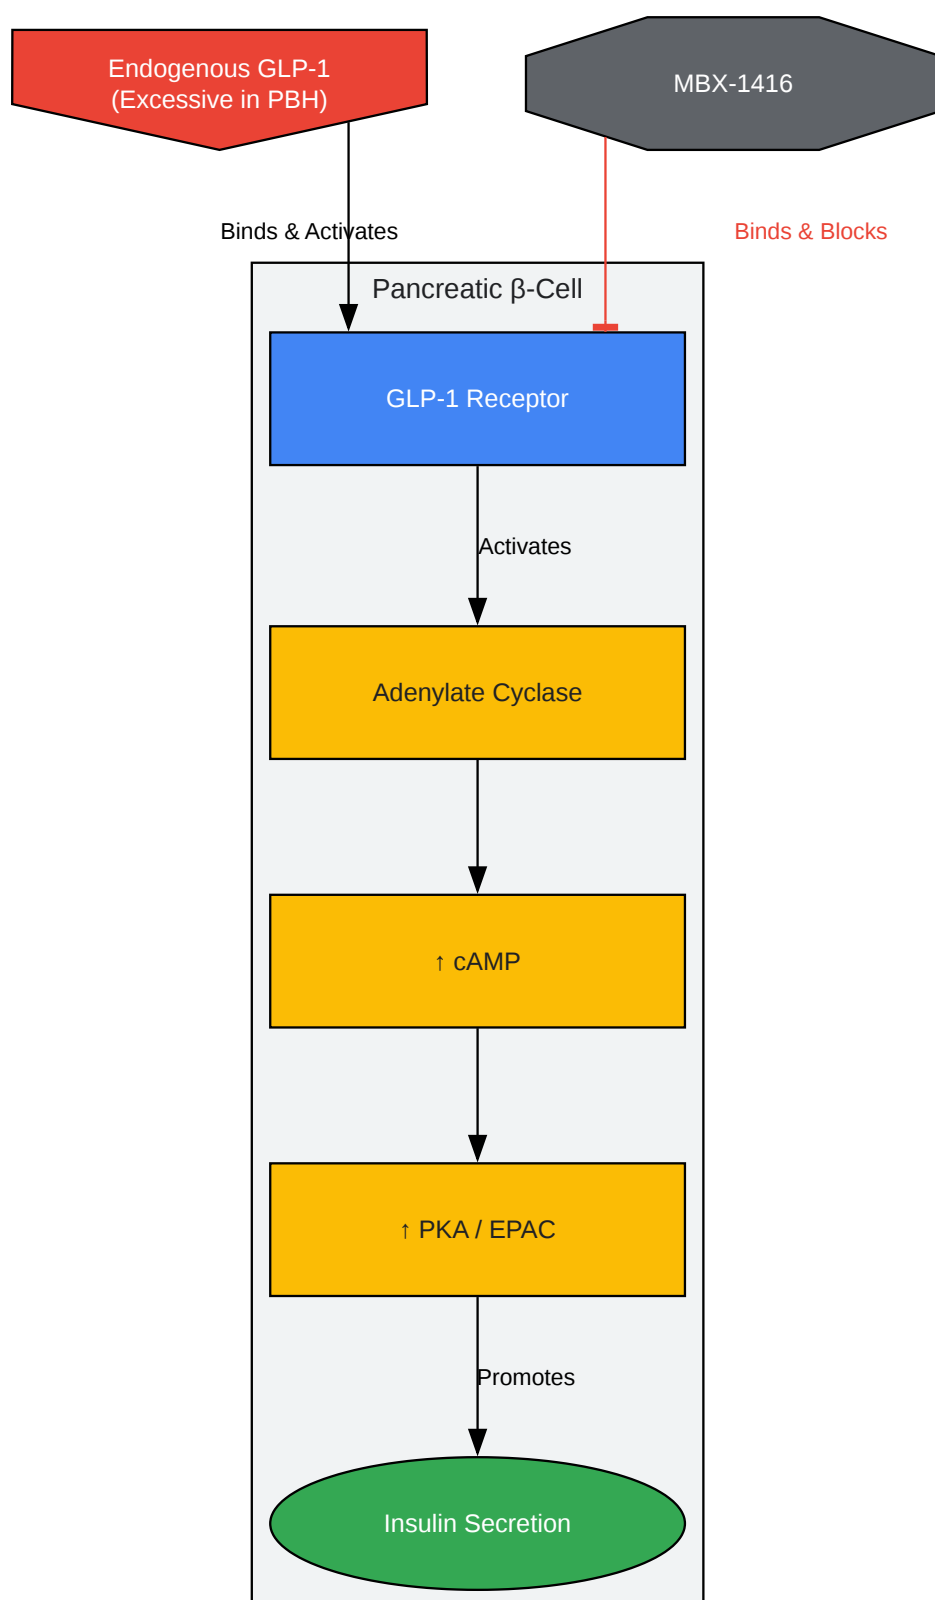 Endogenous GLP-1
(Excessive in PBH)
MBX-1416
Binds & Activates
Binds & Blocks
Pancreatic β-Cell
GLP-1 Receptor
Activates
Adenylate Cyclase
↑ cAMP
↑ PKA / EPAC
Promotes
Insulin Secretion